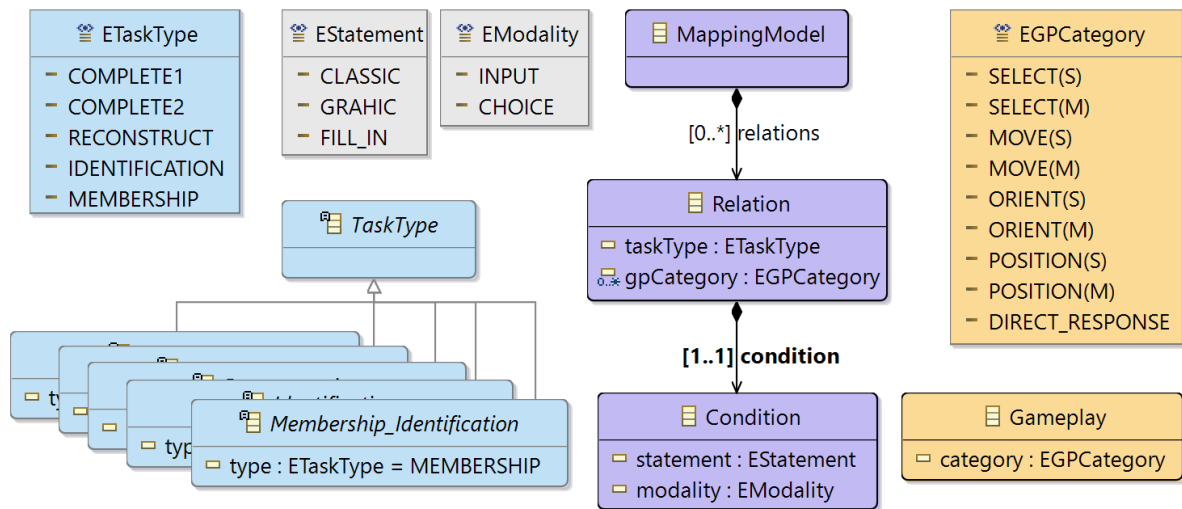 ETaskType
COMPLETE1
COMPLETE2
RECONSTRUCT
IDENTIFICATION
MEMBERSHIP
EStatement
CLASSIC
GRAHIC
FILL_IN
EModality
INPUT
CHOICE
MappingModel
[0..*] relations
Relation
taskType : ETaskType
0..* gpCategory : EGPCategory
[1..1] condition
Condition
statement : EStatement
modality : EModality
EGPCategory
SELECT(S)
SELECT(M)
MOVE(S)
MOVE(M)
ORIENT(S)
ORIENT(M)
POSITION(S)
POSITION(M)
DIRECT_RESPONSE
Gameplay
category : EGPCategory
TaskType
Membership_Identification
type : ETaskType = MEMBERSHIP